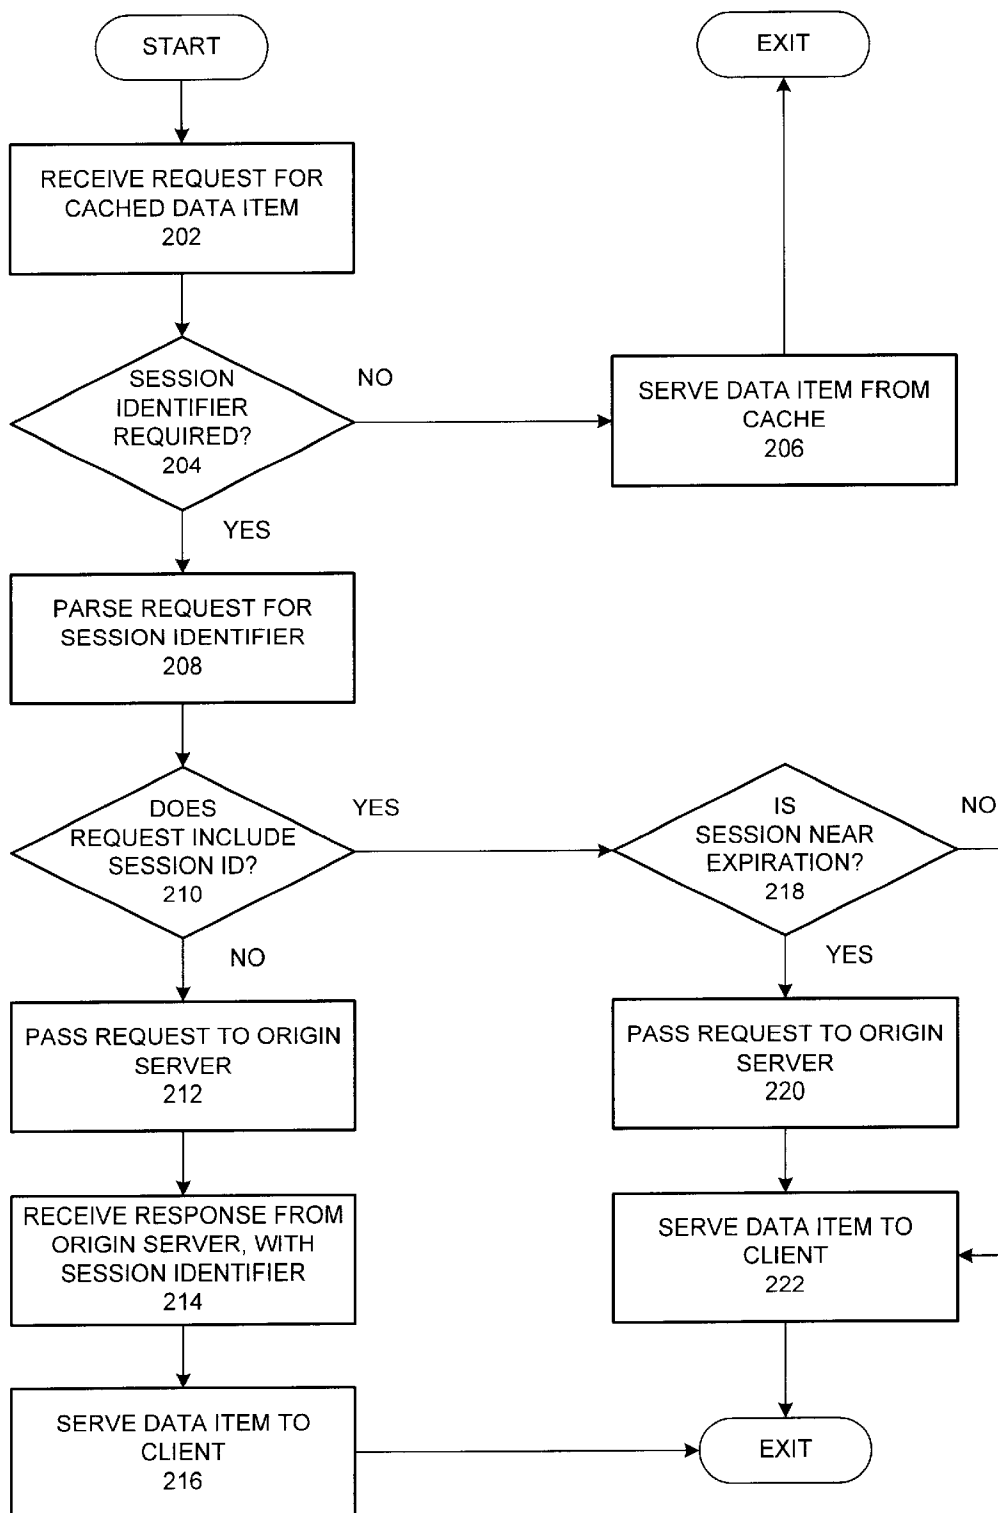 START
EXIT
RECEIVE REQUEST FOR
CACHED DATA ITEM
202
SESSION
IDENTIFIER
REQUIRED?
204
NO
SERVE DATA ITEM FROM
CACHE
206
YES
PARSE REQUEST FOR
SESSION IDENTIFIER
208
DOES
REQUEST INCLUDE
SESSION ID?
210
YES
IS
SESSION NEAR
EXPIRATION?
218
NO
NO
YES
PASS REQUEST TO ORIGIN
SERVER
212
PASS REQUEST TO ORIGIN
SERVER
220
RECEIVE RESPONSE FROM
ORIGIN SERVER, WITH
SESSION IDENTIFIER
214
SERVE DATA ITEM TO
CLIENT
222
SERVE DATA ITEM TO
CLIENT
216
EXIT